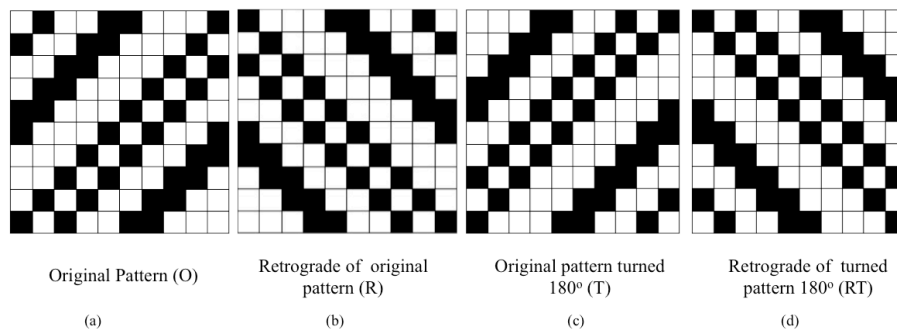 Original Pattern (O)
Retrograde of original
pattern (R)
Original pattern turned
180° (T)
Retrograde of turned
pattern 180° (RT)
(a)
(b)
(c)
(d)